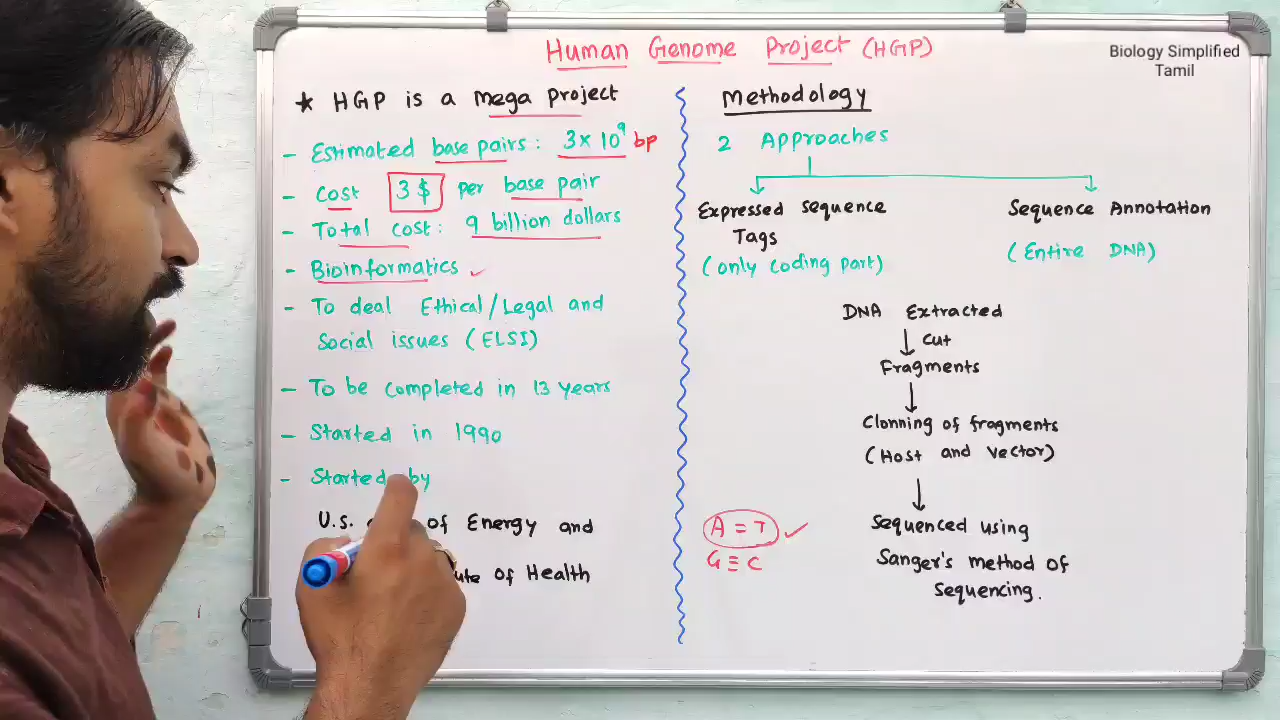 Human Genome Project (HGP)
Biology Simplified
Tamil
★ HGP is a mega project
- Estimated base pairs: 3x10⁹ bp
- Cost 3$ per base pair
- Total cost: 9 billion dollars
- Bioinformatics ✓
- To deal Ethical/Legal and
Social issues (ELSI)
- To be completed in 13 years
- Started in 1990
- Started by
U.S. of Energy and
of Health
Methodology
2 Approaches
Expressed sequence
Tags
(only coding part)
Sequence Annotation
(Entire DNA)
DNA Extracted
↓ cut
Fragments
↓
Clonning of fragments
(Host and vector)
↓
Sequenced using
Sanger's method of
sequencing.
A = T ✓
G ≡ C